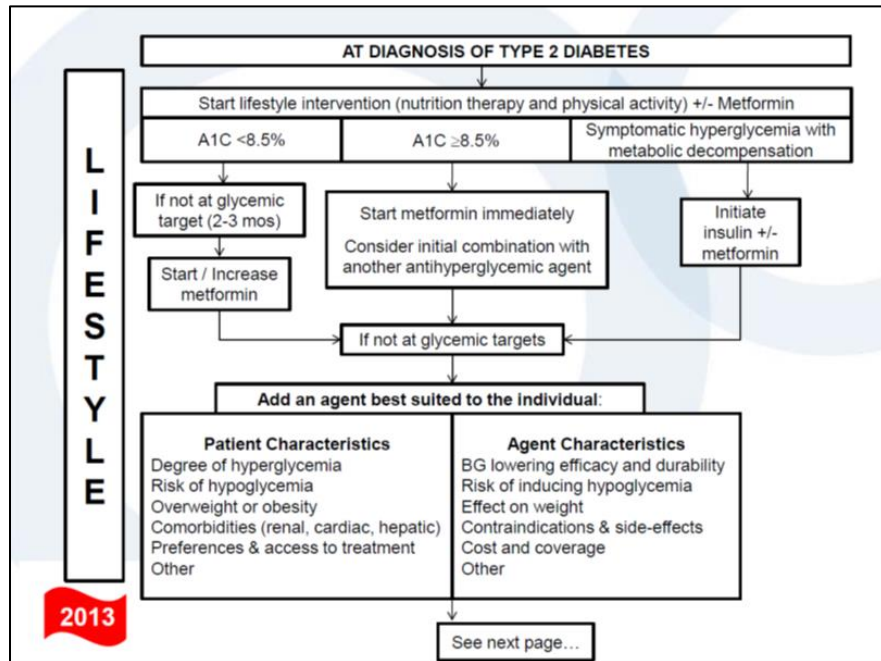 AT DIAGNOSIS OF TYPE 2 DIABETES
Start lifestyle intervention (nutrition therapy and physical activity) +/- Metformin
A1C <8.5%
A1C ≥8.5%
Symptomatic hyperglycemia with
metabolic decompensation
If not at glycemic
target (2-3 mos)
Start / Increase
metformin
Start metformin immediately
Consider initial combination with
another antihyperglycemic agent
Initiate
insulin +/-
metformin
If not at glycemic targets
Add an agent best suited to the individual:
Patient Characteristics
Degree of hyperglycemia
Risk of hypoglycemia
Overweight or obesity
Comorbidities (renal, cardiac, hepatic)
Preferences & access to treatment
Other
Agent Characteristics
BG lowering efficacy and durability
Risk of inducing hypoglycemia
Effect on weight
Contraindications & side-effects
Cost and coverage
Other
See next page…
L
I
F
E
S
T
Y
L
E
2013